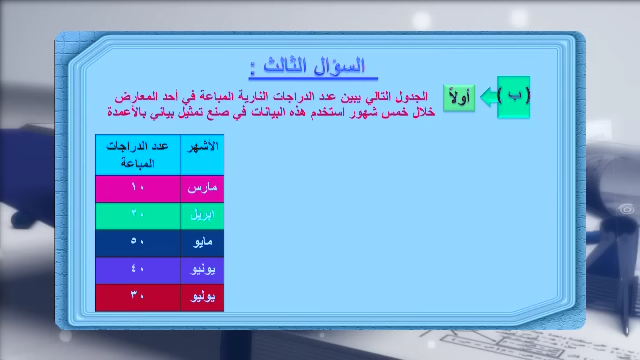 السؤال الثالث :
( ب ) أولاً
الجدول التالي يبين عدد الدراجات النارية المباعة في أحد المعارض
خلال خمس شهور استخدم هذه البيانات في صنع تمثيل بياني بالأعمدة
الأشهر عدد الدراجات المباعة
مارس ١٠
ابريل ٢٠
مايو ٥٠
يونيو ٤٠
يوليو ٣٠